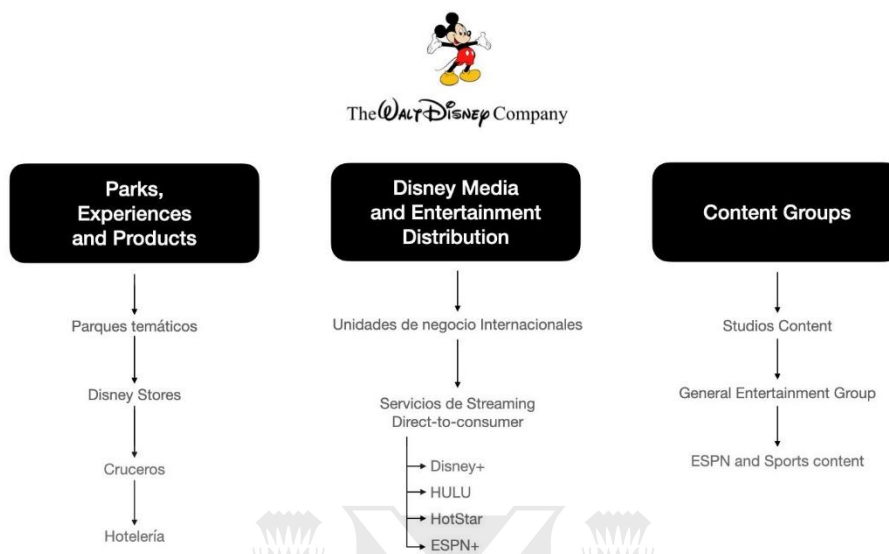 The WALT DISNEY Company
Parks,
Experiences
and Products
Parques temáticos
Disney Stores
Cruceros
Hotelería
Disney Media
and Entertainment
Distribution
Unidades de negocio Internacionales
Servicios de Streaming
Direct-to-consumer
Disney+
HULU
HotStar
ESPN+
Content Groups
Studios Content
General Entertainment Group
ESPN and Sports content